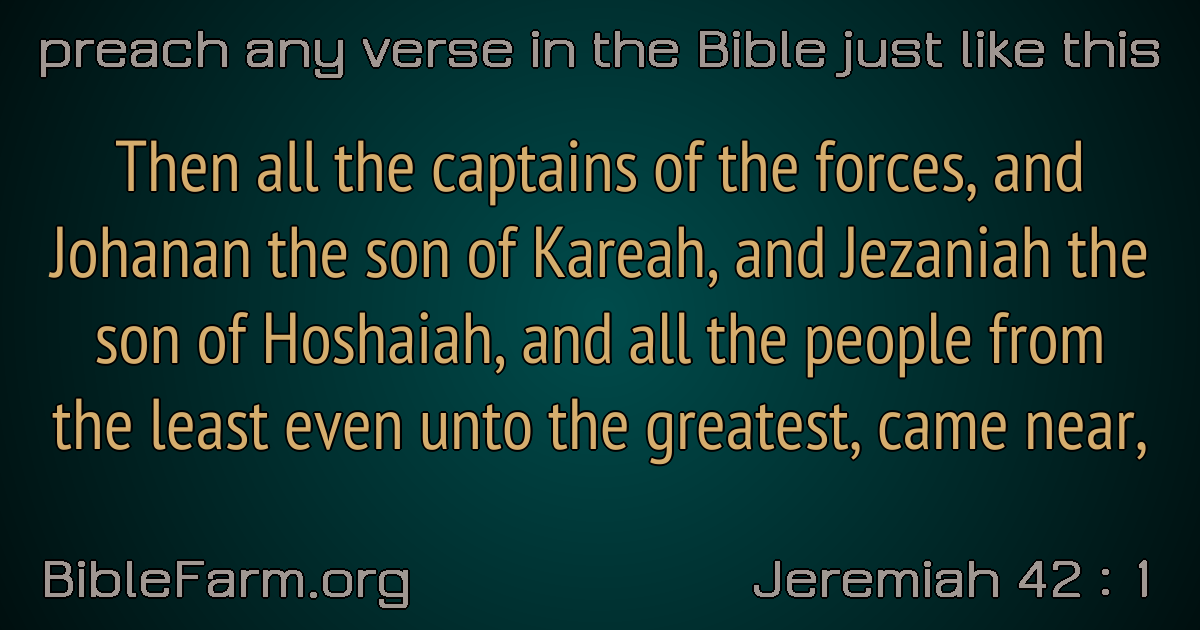 preach any verse in the Bible just like this
Then all the captains of the forces, and
Johanan the son of Kareah, and Jezaniah the
son of Hoshaiah, and all the people from
the least even unto the greatest, came near,
BibleFarm.org
Jeremiah 42 : 1